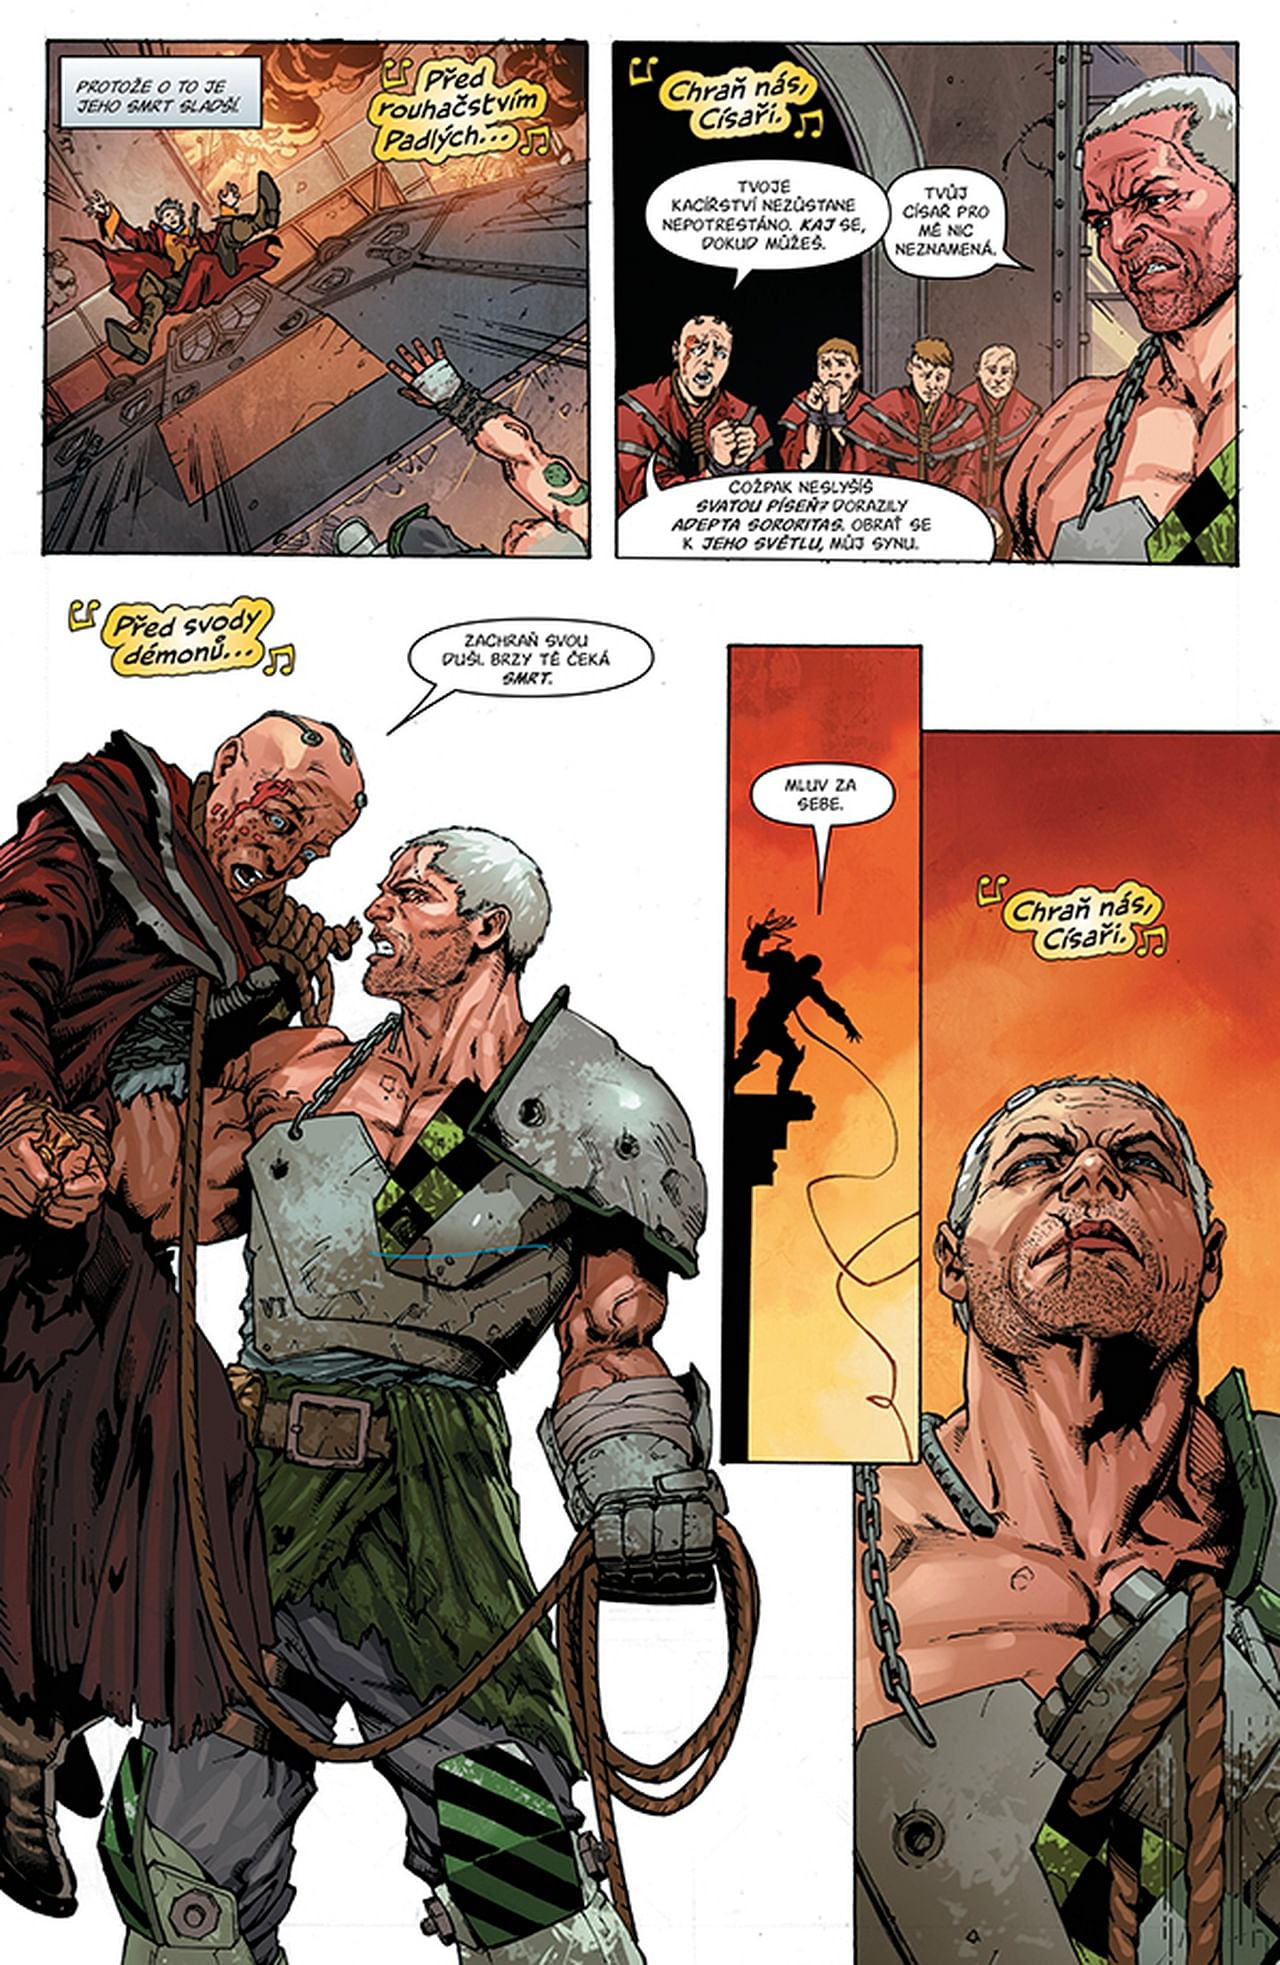 PROTOŽE O TO JE
JEHO SMRT SLADŠÍ.
Před
rouhačstvím
Padlých...
Chraň nás,
Císaři.
TVOJE
KACÍŘSTVÍ NEZŮSTANE
NEPOTRESTÁNO. KAJ SE,
DOKUD MŮŽEŠ.
TVŮJ
CÍSAŘ PRO
MĚ NIC
NEZNAMENÁ.
COŽPAK NESLYŠÍŠ
SVATOU PÍSEŇ? DORAZILY
ADEPTA SORORITAS. OBRAŤ SE
K JEHO SVĚTLU, MŮJ SYNU.
Před svody
démonů...
ZACHRAŇ SVOU
DUŠI. BRZY TĚ ČEKÁ
SMRT.
MLUV ZA
SEBE.
Chraň nás,
Císaři.
VI